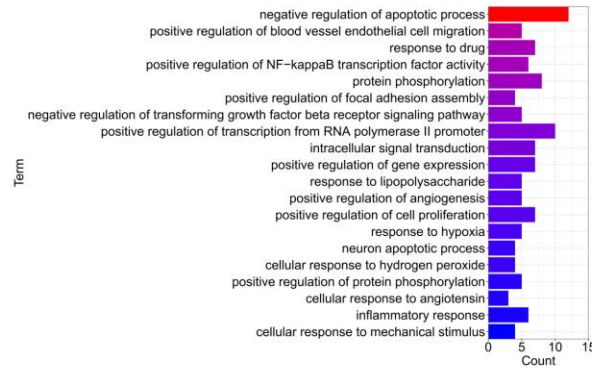 negative regulation of apoptotic process
positive regulation of blood vessel endothelial cell migration
response to drug
positive regulation of NF−kappaB transcription factor activity
protein phosphorylation
positive regulation of focal adhesion assembly
negative regulation of transforming growth factor beta receptor signaling pathway
positive regulation of transcription from RNA polymerase II promoter
intracellular signal transduction
positive regulation of gene expression
response to lipopolysaccharide
positive regulation of angiogenesis
positive regulation of cell proliferation
response to hypoxia
neuron apoptotic process
cellular response to hydrogen peroxide
positive regulation of protein phosphorylation
cellular response to angiotensin
inflammatory response
cellular response to mechanical stimulus
Term
0 5 10 15
Count